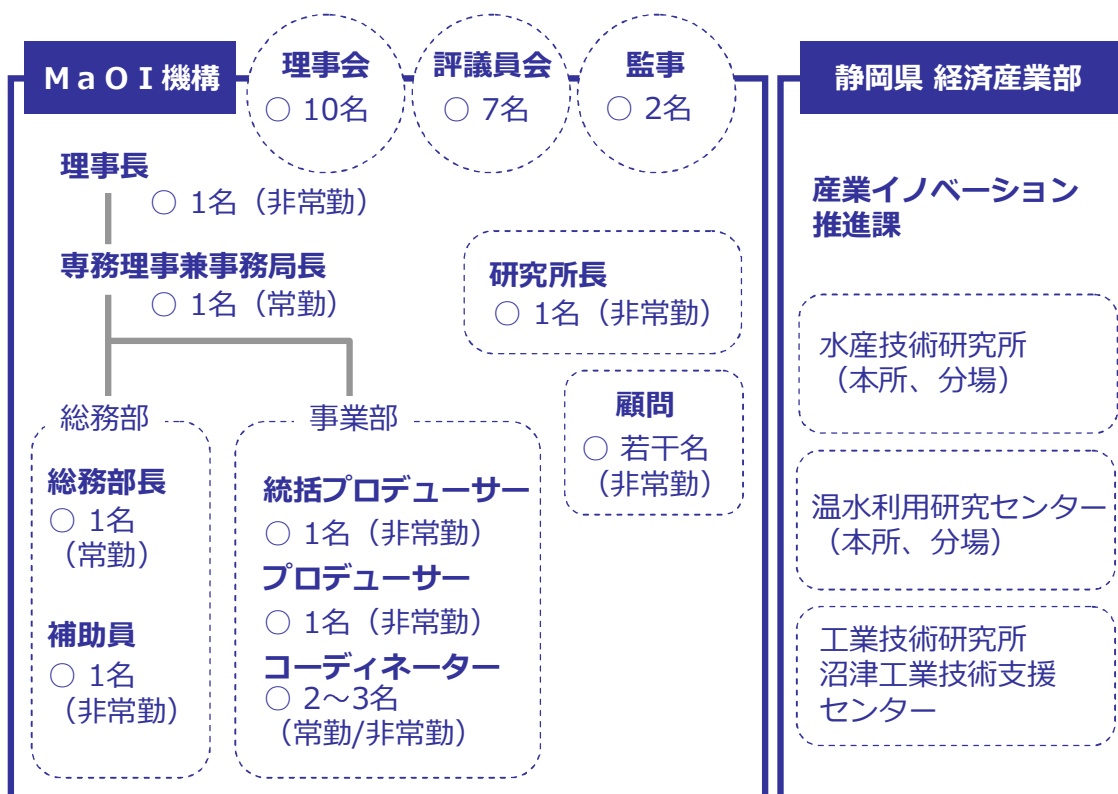 ＭａＯＩ機構
理事会
○ 10名
評議員会
○ 7名
監事
○ 2名
理事長
○ 1名（非常勤）
専務理事兼事務局長
○ 1名（常勤）
研究所長
○ 1名（非常勤）
顧問
○ 若干名
（非常勤）
総務部
総務部長
○ 1名
（常勤）
補助員
○ 1名
（非常勤）
事業部
統括プロデューサー
○ 1名（非常勤）
プロデューサー
○ 1名（非常勤）
コーディネーター
○ 2～3名
（常勤/非常勤）
静岡県 経済産業部
産業イノベーション
推進課
水産技術研究所
（本所、分場）
温水利用研究センター
（本所、分場）
工業技術研究所
沼津工業技術支援
センター